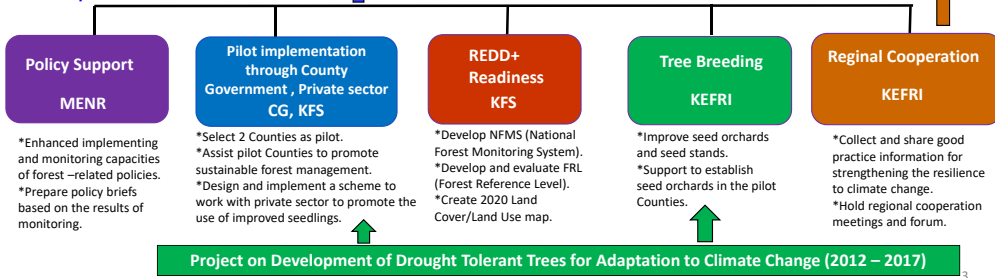 Policy Support
MENR
*Enhanced implementing
and monitoring capacities
of forest –related policies.
*Prepare policy briefs
based on the results of
monitoring.
Pilot implementation
through County
Government , Private sector
CG, KFS
*Select 2 Counties as pilot.
*Assist pilot Counties to promote
sustainable forest management.
*Design and implement a scheme to
work with private sector to promote the
use of improved seedlings.
REDD+
Readiness
KFS
*Develop NFMS (National
Forest Monitoring System).
*Develop and evaluate FRL
(Forest Reference Level).
*Create 2020 Land
Cover/Land Use map.
Tree Breeding
KEFRI
*Improve seed orchards
and seed stands.
*Support to establish
seed orchards in the pilot
Counties.
Reginal Cooperation
KEFRI
*Collect and share good
practice information for
strengthening the resilience
to climate change.
*Hold regional cooperation
meetings and forum.
Project on Development of Drought Tolerant Trees for Adaptation to Climate Change (2012 – 2017)
3